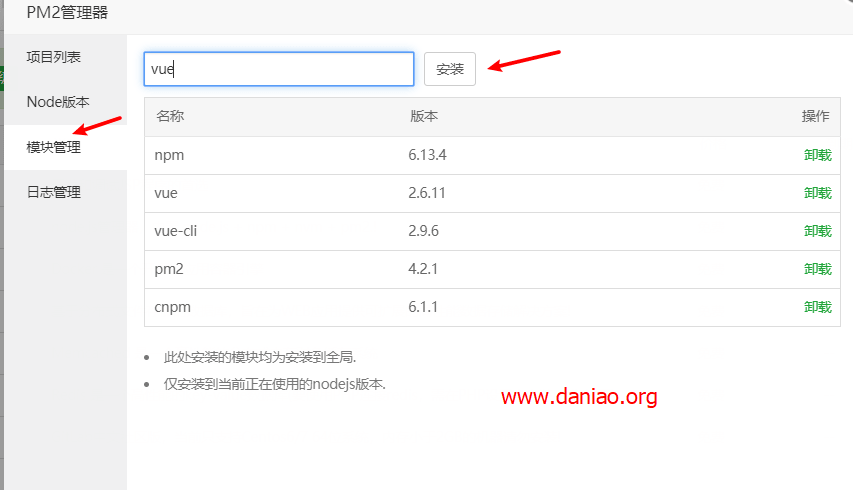 PM2管理器
项目列表
Node版本
模块管理
日志管理
vue
安装
名称 版本 操作
npm 6.13.4 卸载
vue 2.6.11 卸载
vue-cli 2.9.6 卸载
pm2 4.2.1 卸载
cnpm 6.1.1 卸载
此处安装的模块均为安装到全局.
仅安装到当前正在使用的nodejs版本.
www.daniao.org